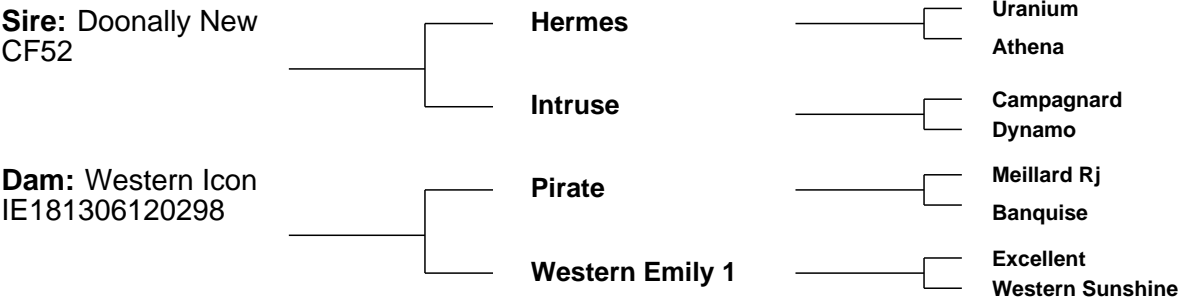 Sire: Doonally New
CF52
Hermes
Uranium
Athena
Intruse
Campagnard
Dynamo
Dam: Western Icon
IE181306120298
Pirate
Meillard Rj
Banquise
Western Emily 1
Excellent
Western Sunshine